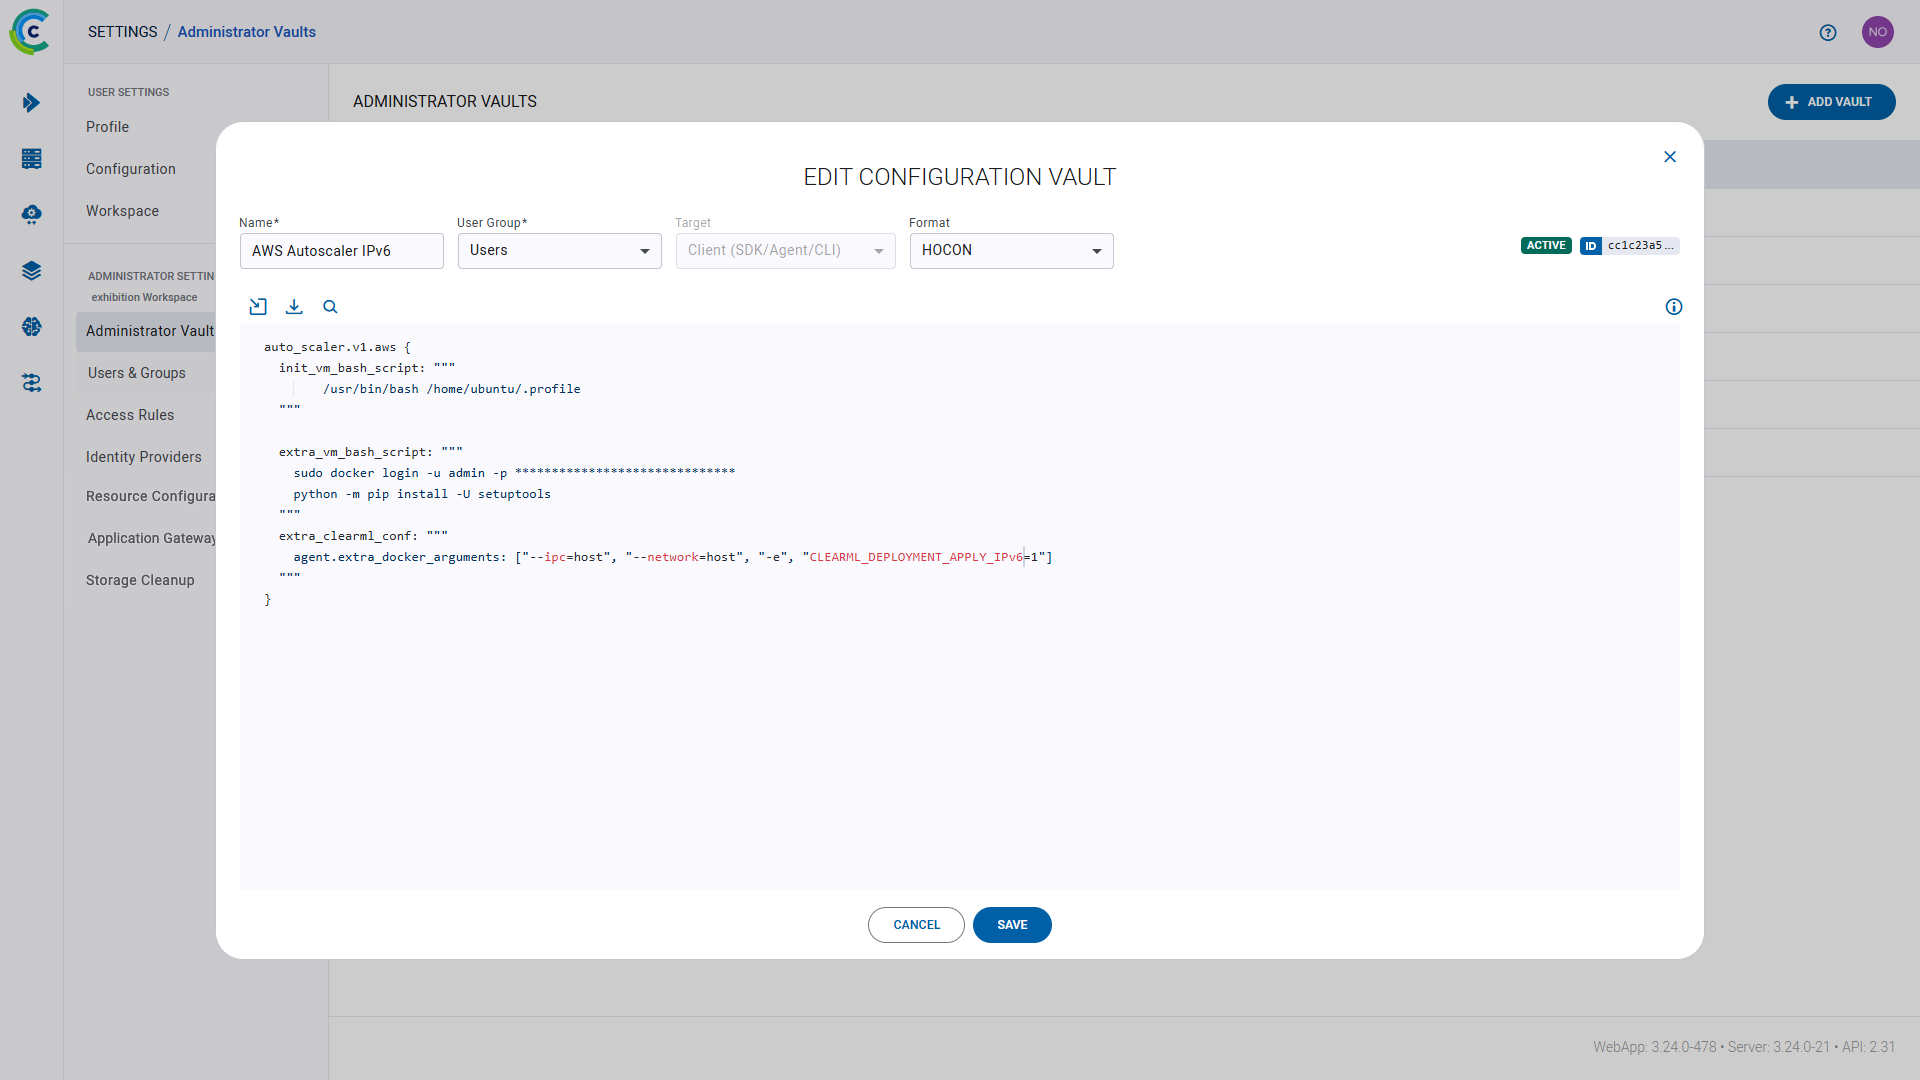 SETTINGS / Administrator Vaults
NO
USER SETTINGS
Profile
Configuration
Workspace
ADMINISTRATOR SETTIN
exhibition Workspace
Administrator Vault
Users & Groups
Access Rules
Identity Providers
Resource Configura
Application Gateway
Storage Cleanup
ADMINISTRATOR VAULTS
ADD VAULT
EDIT CONFIGURATION VAULT
Name* User Group* Target Format
AWS Autoscaler IPv6 Users Client (SDK/Agent/CLI) HOCON
ACTIVE ID cc1c23a5...
auto_scaler.v1.aws {
init_vm_bash_script: """
/usr/bin/bash /home/ubuntu/.profile
"""
extra_vm_bash_script: """
sudo docker login -u admin -p ******************************
python -m pip install -U setuptools
"""
extra_clearml_conf: """
agent.extra_docker_arguments: ["--ipc=host", "--network=host", "-e", "CLEARML_DEPLOYMENT_APPLY_IPv6=1"]
"""
}
CANCEL SAVE
WebApp: 3.24.0-478 • Server: 3.24.0-21 • API: 2.31